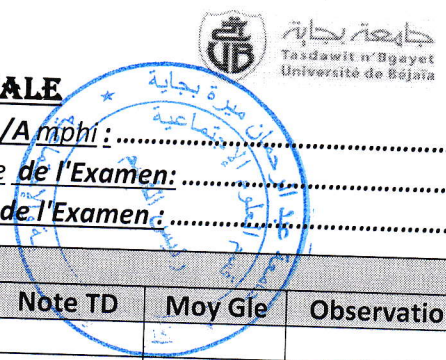 جامعة بجاية
Tasdawit n'Bgayet
Université de Béjaïa
ALE
/Amphi : ....................
de l'Examen: ....................
de l'Examen : ....................
Note TD Moy Gle Observatio